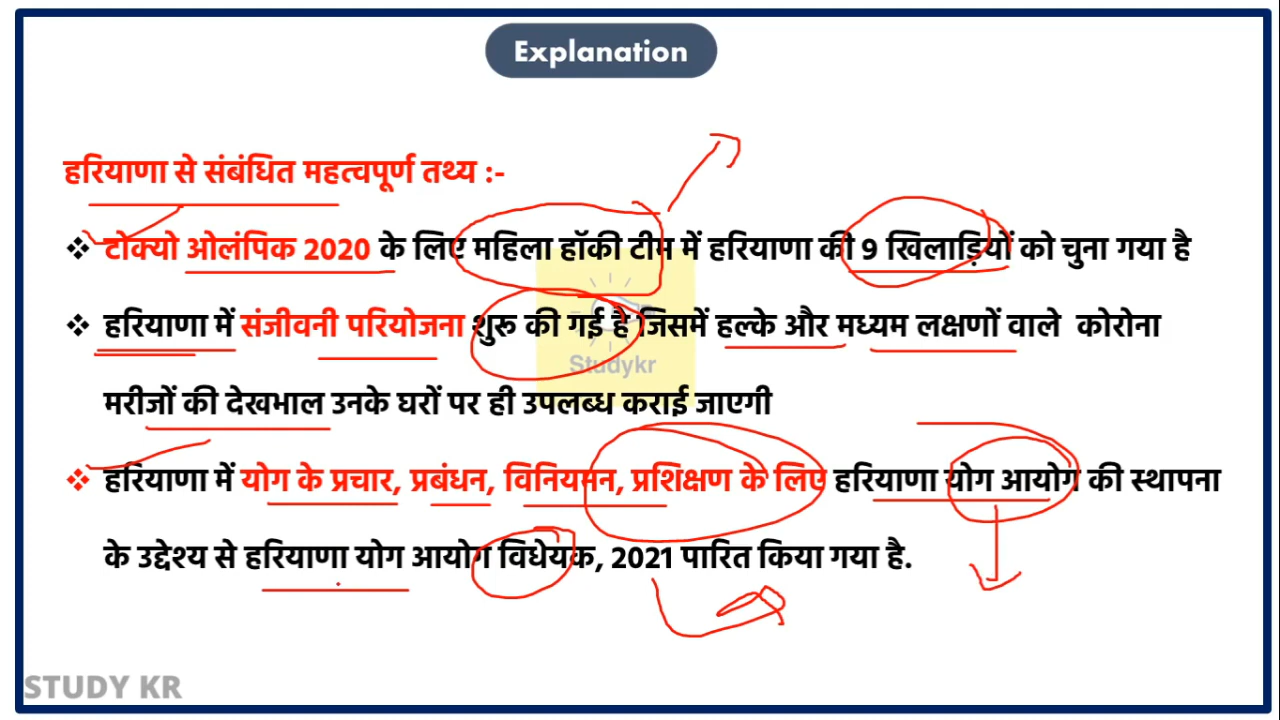 Explanation
हरियाणा से संबंधित महत्वपूर्ण तथ्य :-
❖ टोक्यो ओलंपिक 2020 के लिए महिला हॉकी टीम में हरियाणा की 9 खिलाड़ियों को चुना गया है
❖ हरियाणा में संजीवनी परियोजना शुरू की गई है जिसमें हल्के और मध्यम लक्षणों वाले कोरोना
मरीजों की देखभाल उनके घरों पर ही उपलब्ध कराई जाएगी
❖ हरियाणा में योग के प्रचार, प्रबंधन, विनियमन, प्रशिक्षण के लिए हरियाणा योग आयोग की स्थापना
के उद्देश्य से हरियाणा योग आयोग विधेयक, 2021 पारित किया गया है.
Studykr
STUDY KR